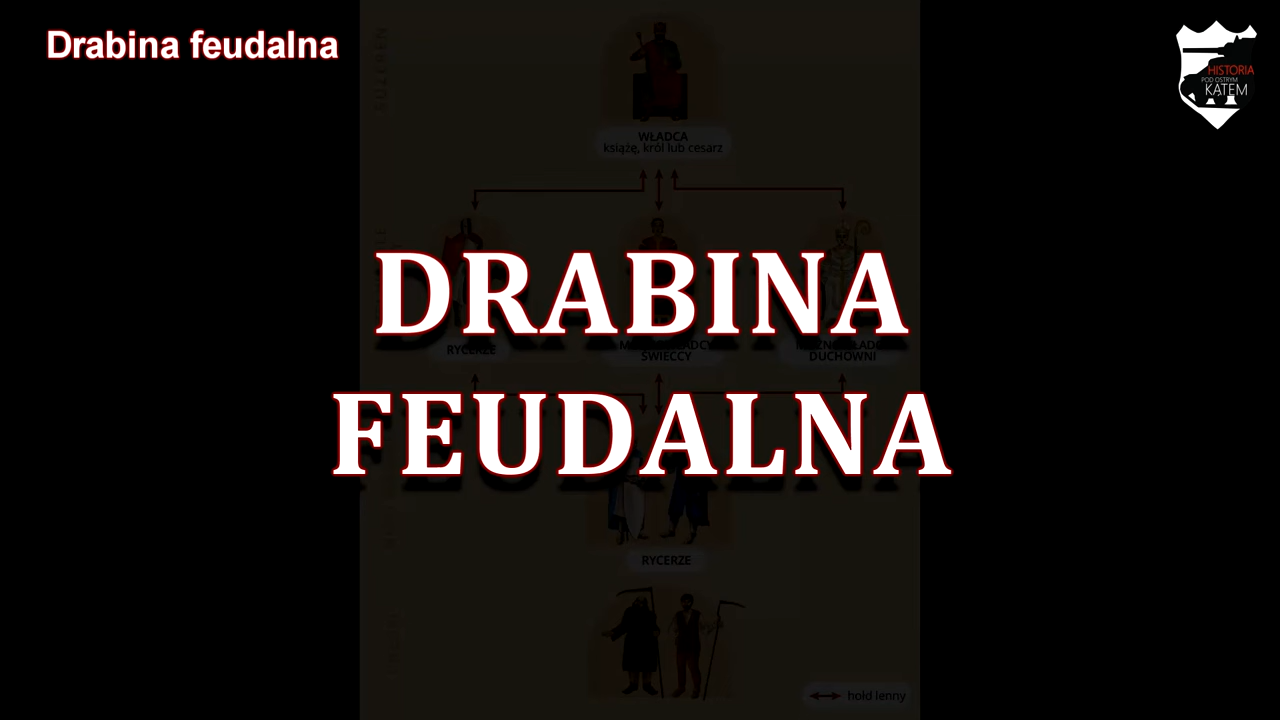 Drabina feudalna
HISTORIA
POD OSTRYM
KĄTEM
WŁADCA
książę, król lub cesarz
DRABINA
RYCERZE
ŚWIECCY
DUCHOWNI
FEUDALNA
RYCERZE
hołd lenny